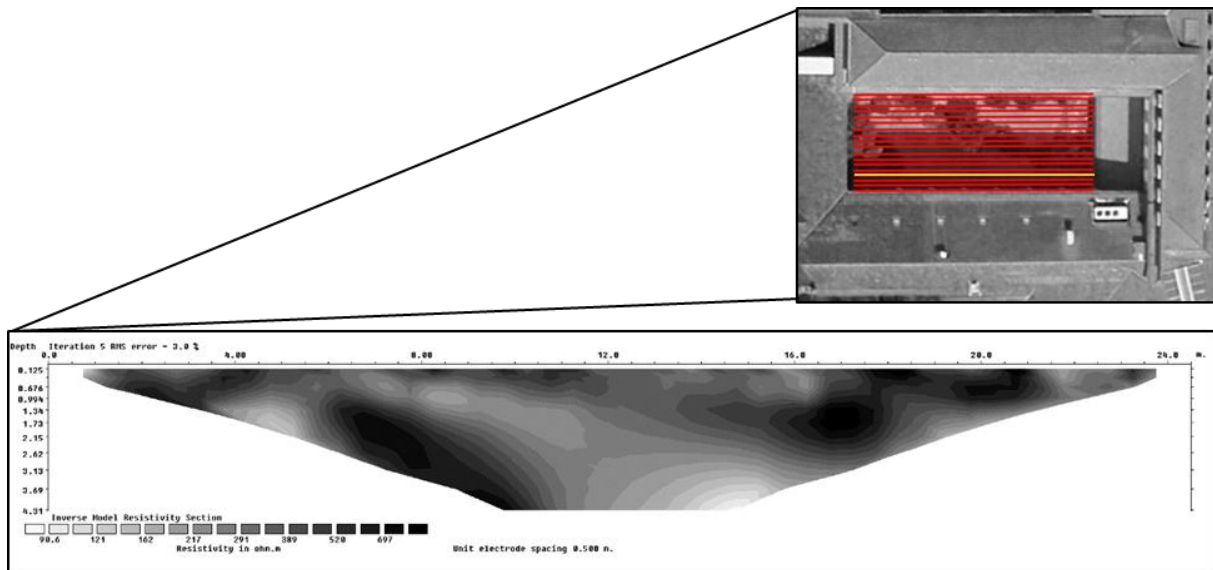 Depth Iteration 5 RMS error - 3.0 %
0.0 4.00 8.00 12.0 16.0 20.0 24.0 m.
0.125
0.676
0.994
1.34
1.73
2.15
2.62
3.13
3.69
4.31
Inverse Model Resistivity Section
90.6 121 162 217 291 389 520 697
Resistivity in ohm.m Unit electrode spacing 0.500 m.